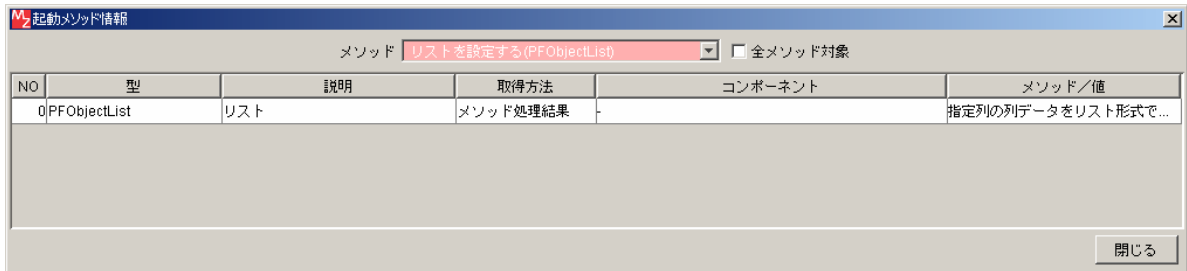 MZ 起動メソッド情報
メソッド リストを設定する(PFObjectList) 全メソッド対象
NO 型 説明 取得方法 コンポーネント メソッド/値
0 PFObjectList リスト メソッド処理結果 - 指定列の列データをリスト形式で...
閉じる